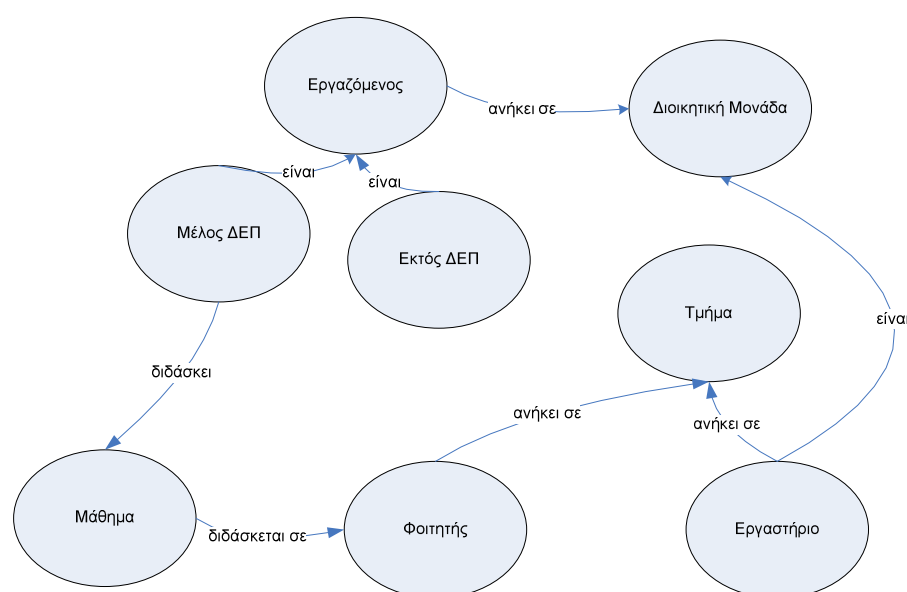 Εργαζόμενος
ανήκει σε
Διοικητική Μονάδα
είναι
είναι
Μέλος ΔΕΠ
Εκτός ΔΕΠ
Τμήμα
είναι
διδάσκει
ανήκει σε
ανήκει σε
Μάθημα
διδάσκεται σε
Φοιτητής
Εργαστήριο